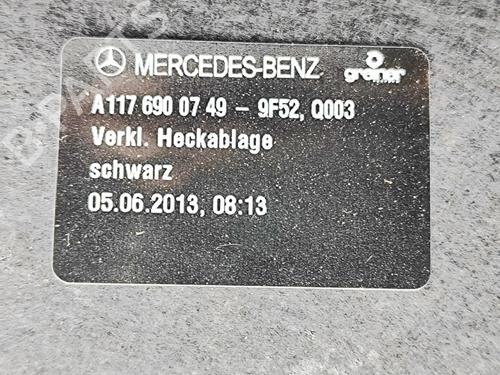 MERCEDES-BENZ greiner
A117 690 07 49 - 9F52, Q003
Verkl. Heckablage
schwarz
05.06.2013, 08:13